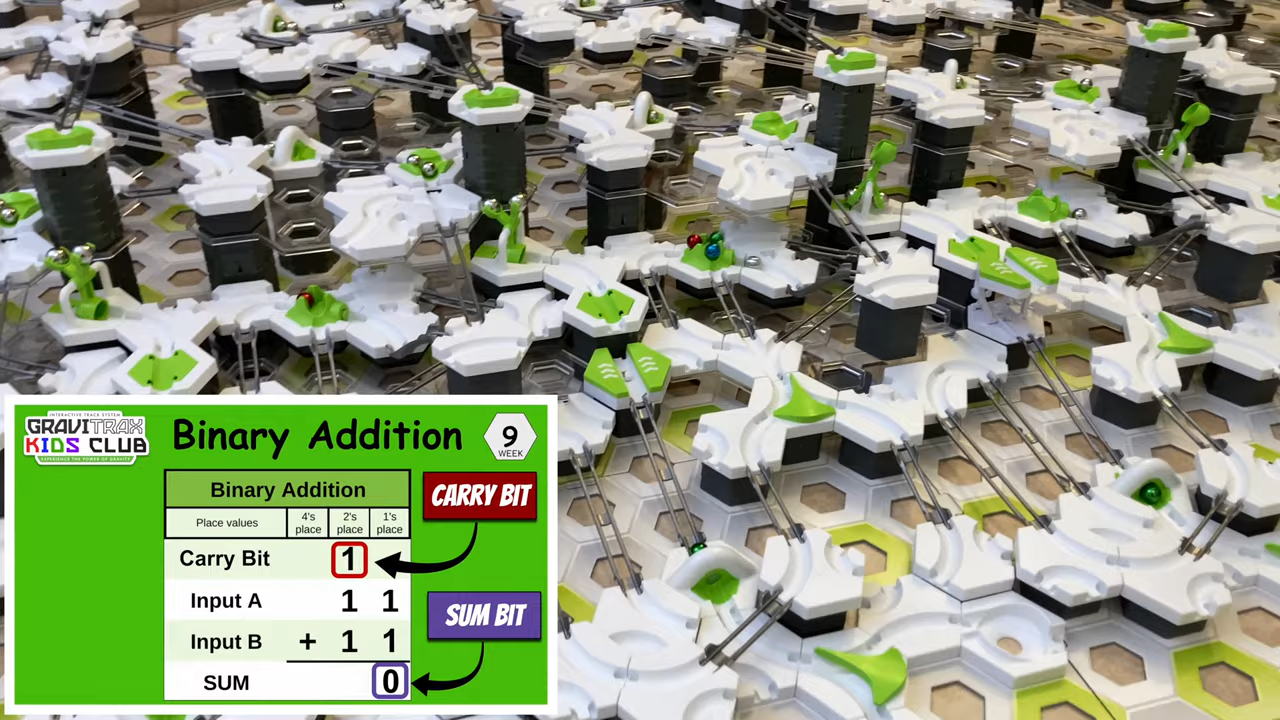 INTERACTIVE TRACK SYSTEM
GRAVITRAX
KIDS CLUB
EXPERIENCE THE POWER OF GRAVITY
Binary Addition
9
WEEK
Binary Addition
Place values 4's place 2's place 1's place
Carry Bit 1
Input A 1 1
Input B + 1 1
SUM 0
CARRY BIT
SUM BIT